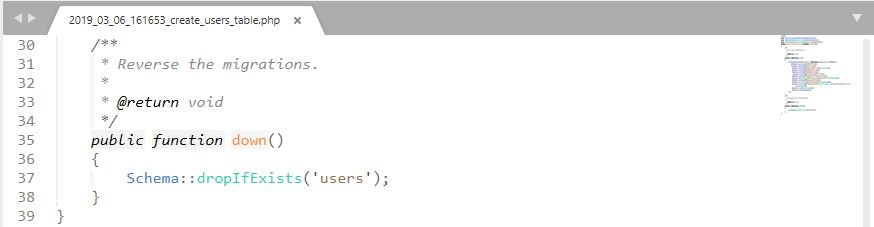 2019_03_06_161653_create_users_table.php ×
30 /**
31 * Reverse the migrations.
32 *
33 * @return void
34 */
35 public function down()
36 {
37 Schema::dropIfExists('users');
38 }
39 }